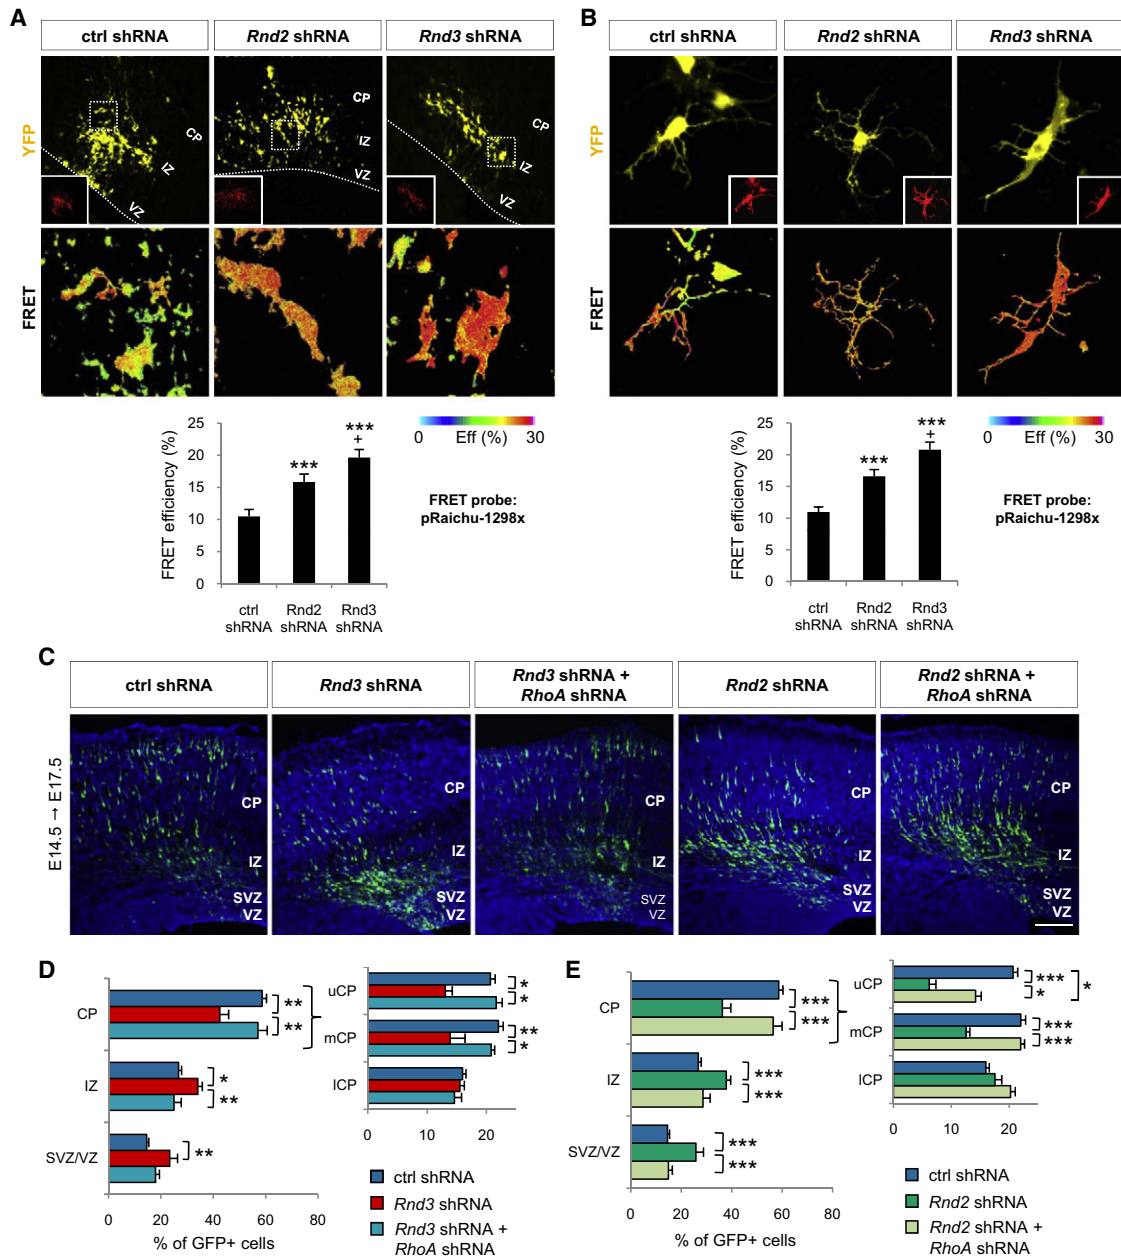 A
ctrl shRNA
Rnd2 shRNA
Rnd3 shRNA
YFP
CP
IZ
VZ
CP
IZ
VZ
CP
IZ
VZ
FRET
FRET efficiency (%)
25
20
15
10
5
0
***
***
+
ctrl shRNA
Rnd2 shRNA
Rnd3 shRNA
0 Eff (%) 30
FRET probe:
pRaichu-1298x
B
ctrl shRNA
Rnd2 shRNA
Rnd3 shRNA
YFP
FRET
FRET efficiency (%)
25
20
15
10
5
0
***
***
+
ctrl shRNA
Rnd2 shRNA
Rnd3 shRNA
0 Eff (%) 30
FRET probe:
pRaichu-1298x
C
ctrl shRNA
Rnd3 shRNA
Rnd3 shRNA +
RhoA shRNA
Rnd2 shRNA
Rnd2 shRNA +
RhoA shRNA
E14.5 → E17.5
CP
IZ
SVZ
VZ
CP
IZ
SVZ
VZ
CP
IZ
SVZ
VZ
CP
IZ
SVZ
VZ
CP
IZ
SVZ
VZ
D
CP
**
**
IZ
*
**
SVZ/VZ
**
0 20 40 60 80
% of GFP+ cells
uCP
*
*
mCP
**
*
lCP
0 10 20
ctrl shRNA
Rnd3 shRNA
Rnd3 shRNA +
RhoA shRNA
E
CP
***
***
IZ
***
***
SVZ/VZ
***
***
0 20 40 60 80
% of GFP+ cells
uCP
***
*
*
mCP
***
***
lCP
0 10 20
ctrl shRNA
Rnd2 shRNA
Rnd2 shRNA +
RhoA shRNA